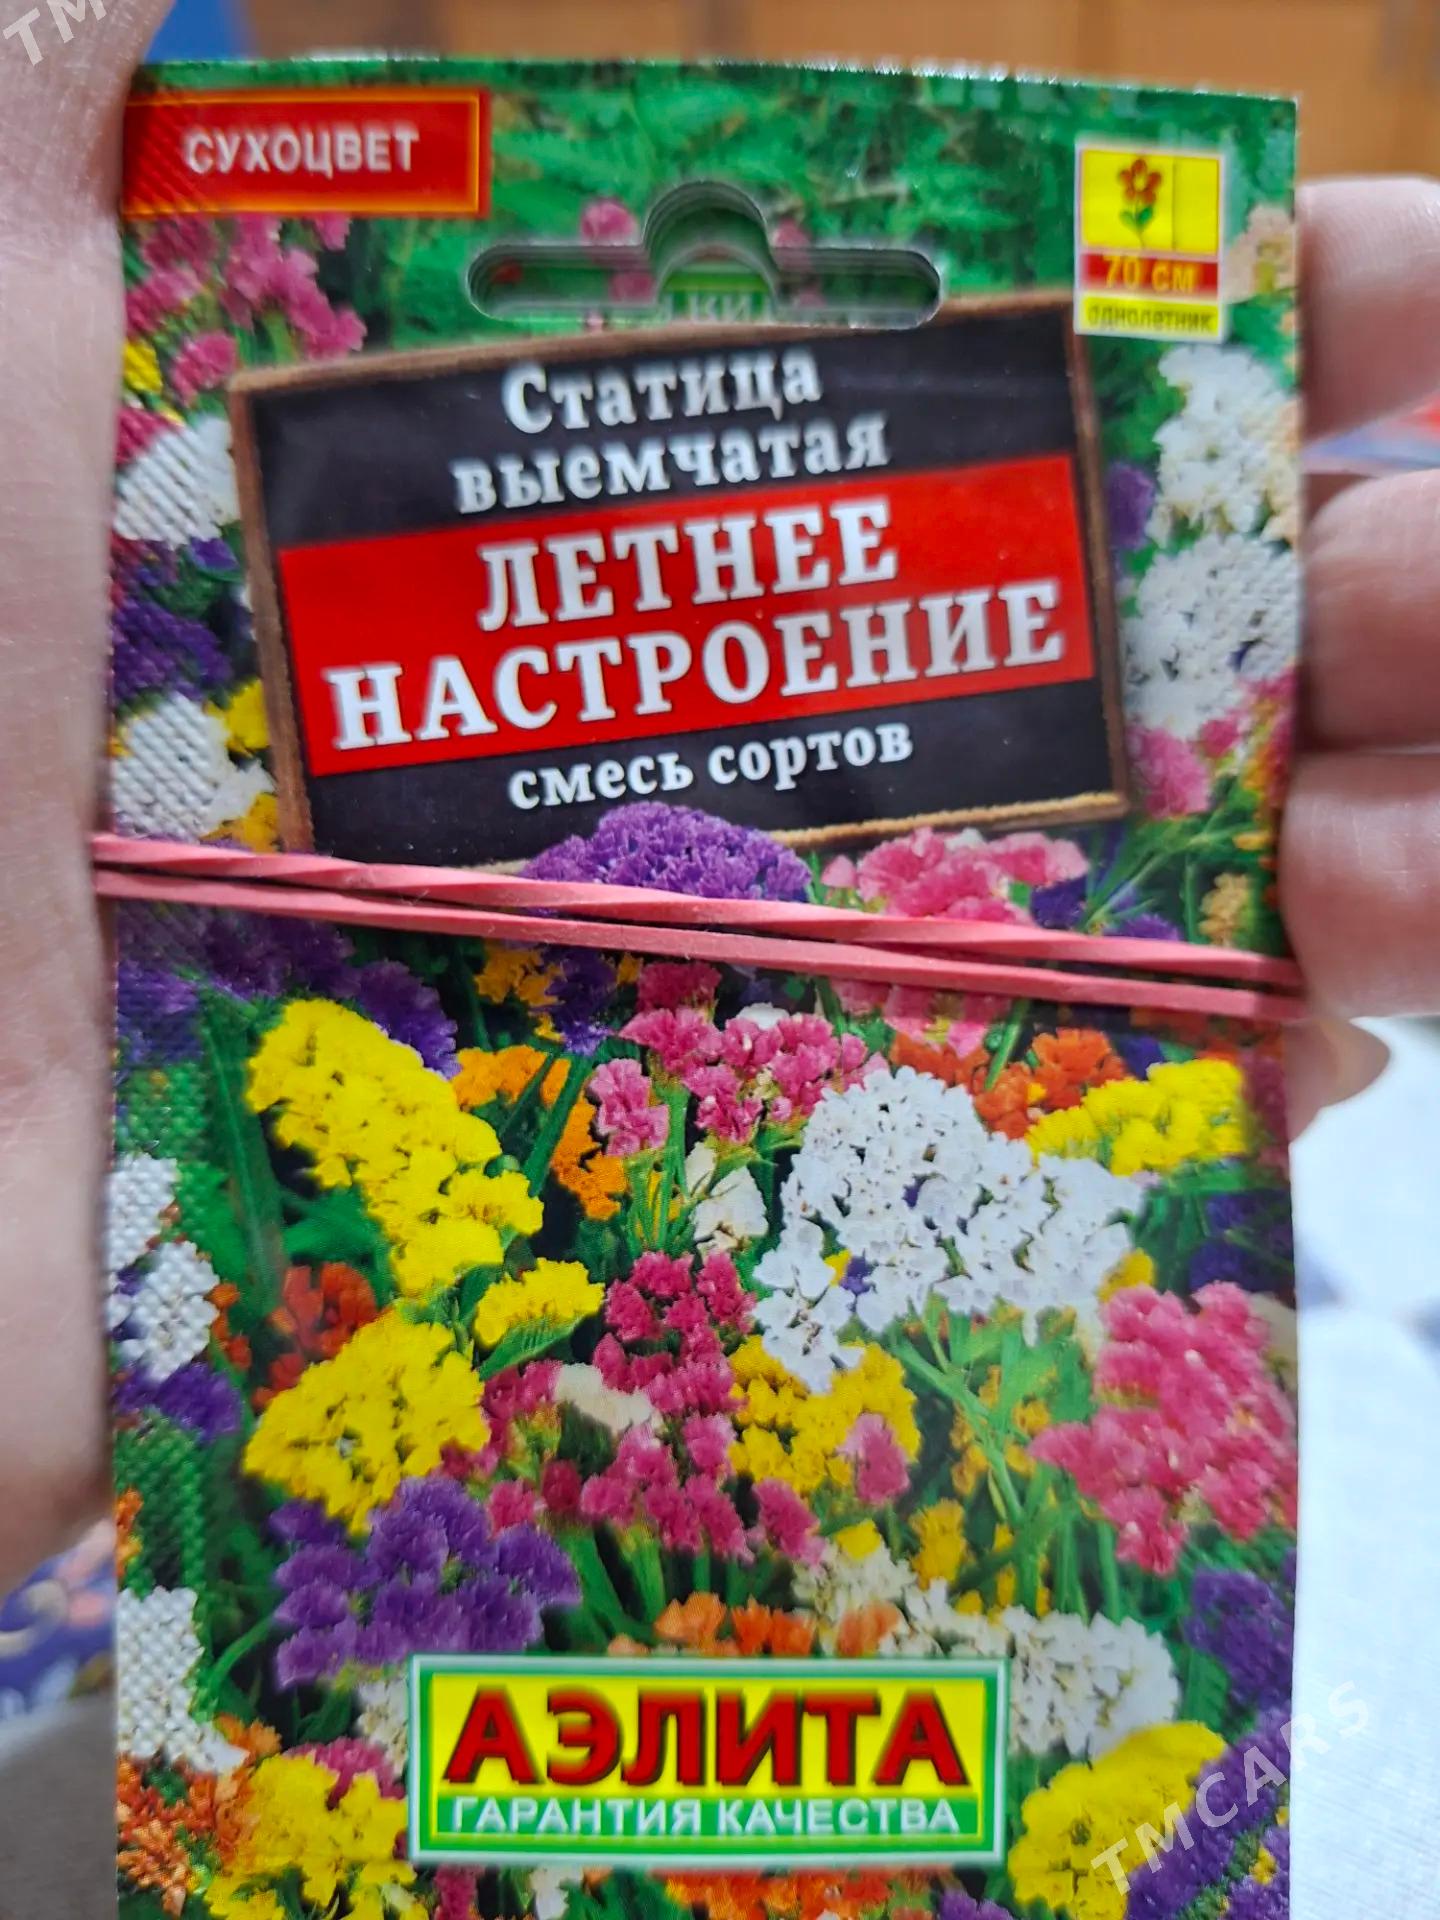 СУХОЦВЕТ
70 см
однолетник
Статица
выемчатая
ЛЕТНЕЕ
НАСТРОЕНИЕ
смесь сортов
АЭЛИТА
ГАРАНТИЯ КАЧЕСТВА
TMCARS